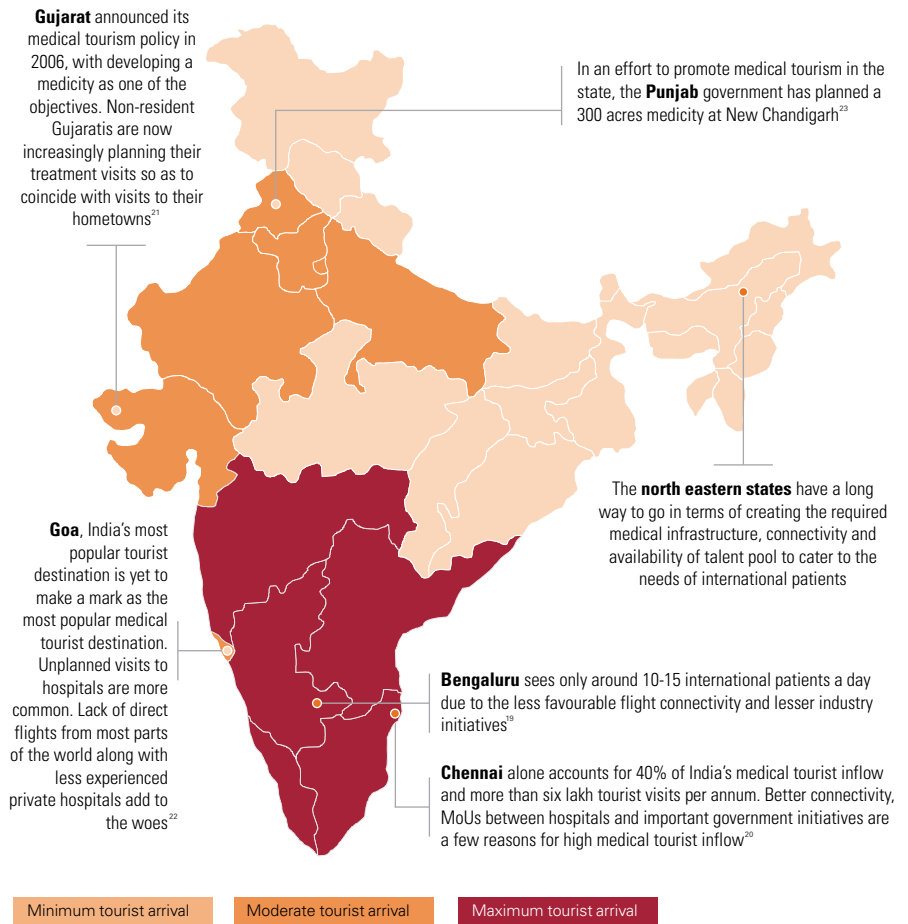 Gujarat announced its
medical tourism policy in
2006, with developing a
medicity as one of the
objectives. Non-resident
Gujaratis are now
increasingly planning their
treatment visits so as to
coincide with visits to their
hometowns21
In an effort to promote medical tourism in the
state, the Punjab government has planned a
300 acres medicity at New Chandigarh23
The north eastern states have a long
way to go in terms of creating the required
medical infrastructure, connectivity and
availability of talent pool to cater to the
needs of international patients
Goa, India's most
popular tourist
destination is yet to
make a mark as the
most popular medical
tourist destination.
Unplanned visits to
hospitals are more
common. Lack of direct
flights from most parts
of the world along with
less experienced
private hospitals add to
the woes22
Bengaluru sees only around 10-15 international patients a day
due to the less favourable flight connectivity and lesser industry
initiatives19
Chennai alone accounts for 40% of India's medical tourist inflow
and more than six lakh tourist visits per annum. Better connectivity,
MoUs between hospitals and important government initiatives are
a few reasons for high medical tourist inflow20
Minimum tourist arrival
Moderate tourist arrival
Maximum tourist arrival